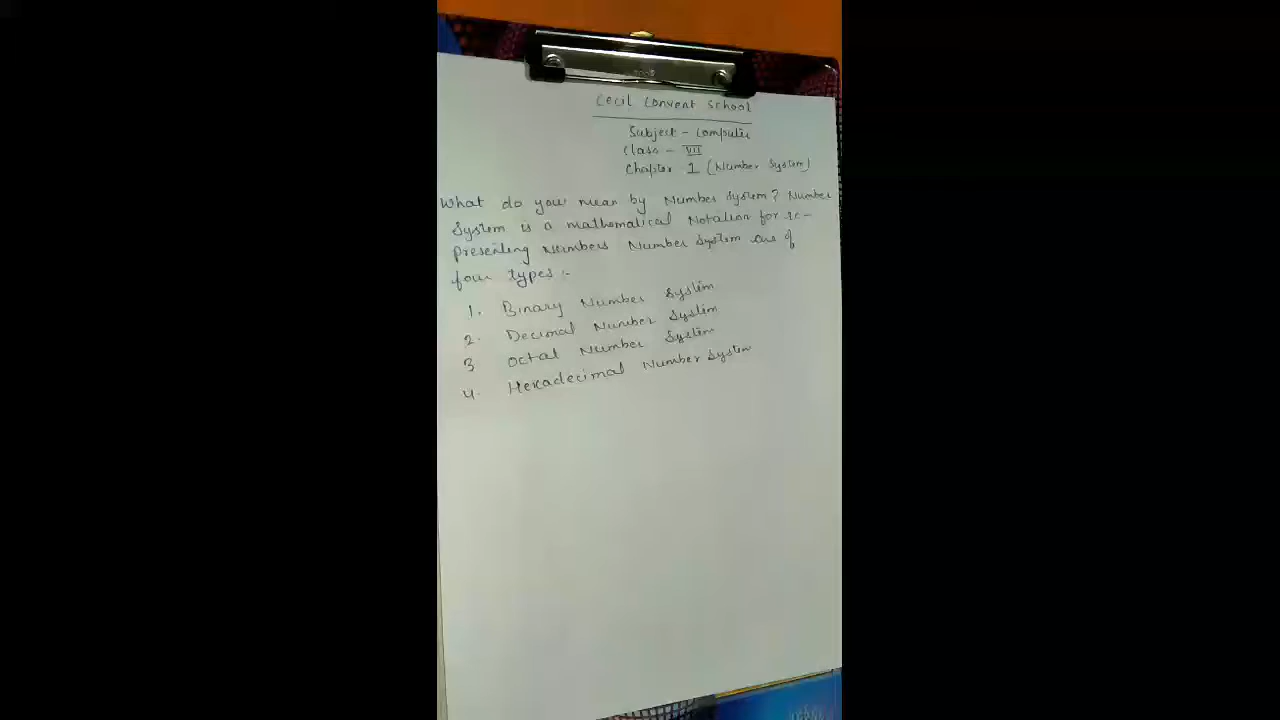 Cecil Convent School
Subject - Computer
Class - VII
Chapter 1 (Number System)
What do you mean by Number System? Number
System is a mathematical Notation for re-
presenting Numbers Number System are of
four types :-
1. Binary Number System
2. Decimal Number System
3 Octal Number System
4. Hexadecimal Number System